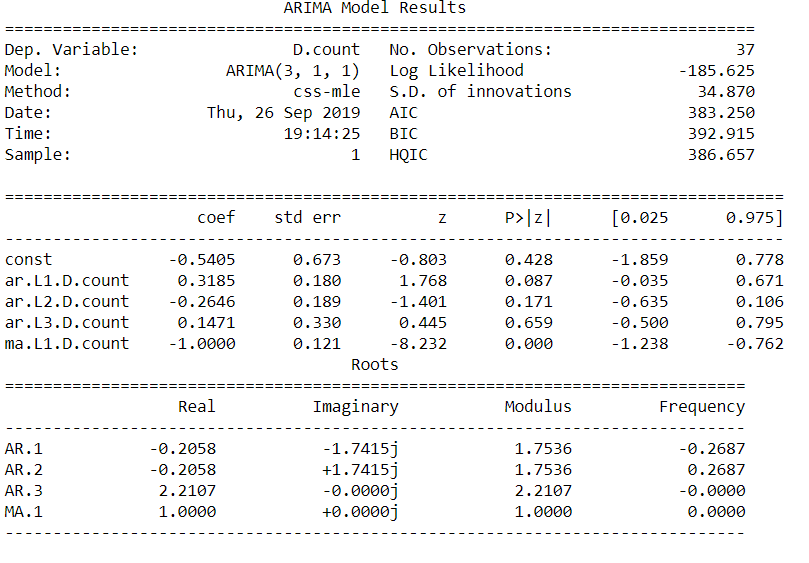 ARIMA Model Results
==============================================================================
Dep. Variable:                D.count   No. Observations:                   37
Model:                 ARIMA(3, 1, 1)   Log Likelihood                -185.625
Method:                       css-mle   S.D. of innovations             34.870
Date:                Thu, 26 Sep 2019   AIC                            383.250
Time:                        19:14:25   BIC                            392.915
Sample:                             1   HQIC                           386.657
=================================================================================
                    coef    std err          z      P>|z|      [0.025      0.975]
---------------------------------------------------------------------------------
const            -0.5405      0.673     -0.803      0.428      -1.859       0.778
ar.L1.D.count     0.3185      0.180      1.768      0.087      -0.035       0.671
ar.L2.D.count    -0.2646      0.189     -1.401      0.171      -0.635       0.106
ar.L3.D.count     0.1471      0.330      0.445      0.659      -0.500       0.795
ma.L1.D.count    -1.0000      0.121     -8.232      0.000      -1.238      -0.762
                                    Roots
=============================================================================
                  Real          Imaginary           Modulus         Frequency
-----------------------------------------------------------------------------
AR.1           -0.2058           -1.7415j            1.7536           -0.2687
AR.2           -0.2058           +1.7415j            1.7536            0.2687
AR.3            2.2107           -0.0000j            2.2107           -0.0000
MA.1            1.0000           +0.0000j            1.0000            0.0000
-----------------------------------------------------------------------------